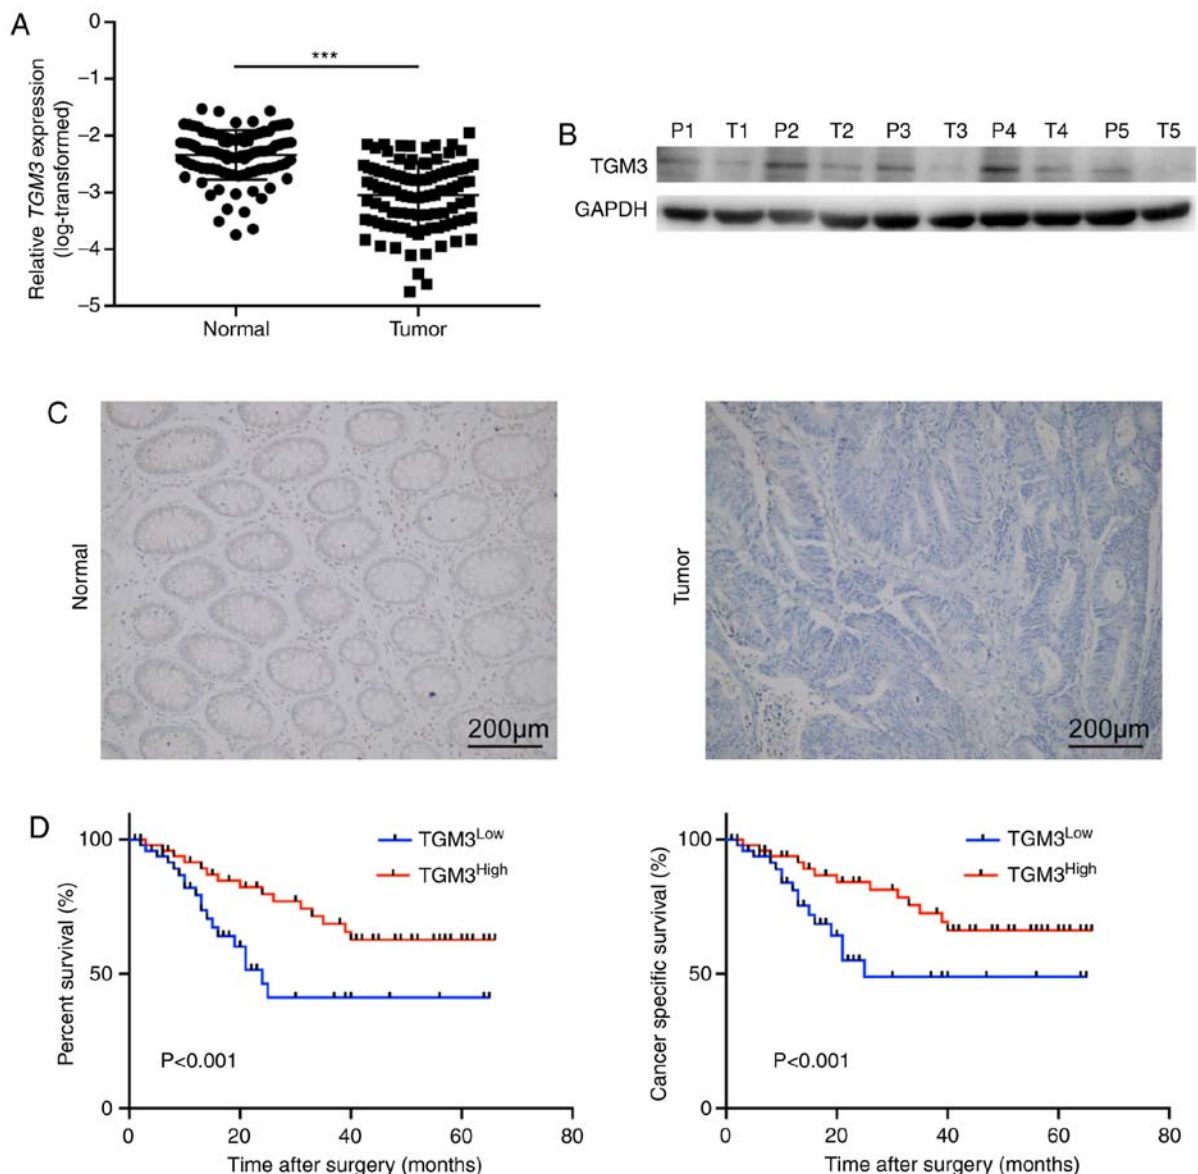 A
Relative TGM3 expression
(log-transformed)
0
–1
–2
–3
–4
–5
***
Normal
Tumor
B
P1 T1 P2 T2 P3 T3 P4 T4 P5 T5
TGM3
GAPDH
C
Normal
200µm
Tumor
200µm
D
Percent survival (%)
100
50
0
TGM3Low
TGM3High
P<0.001
0 20 40 60 80
Time after surgery (months)
Cancer specific survival (%)
100
50
0
TGM3Low
TGM3High
P<0.001
0 20 40 60 80
Time after surgery (months)